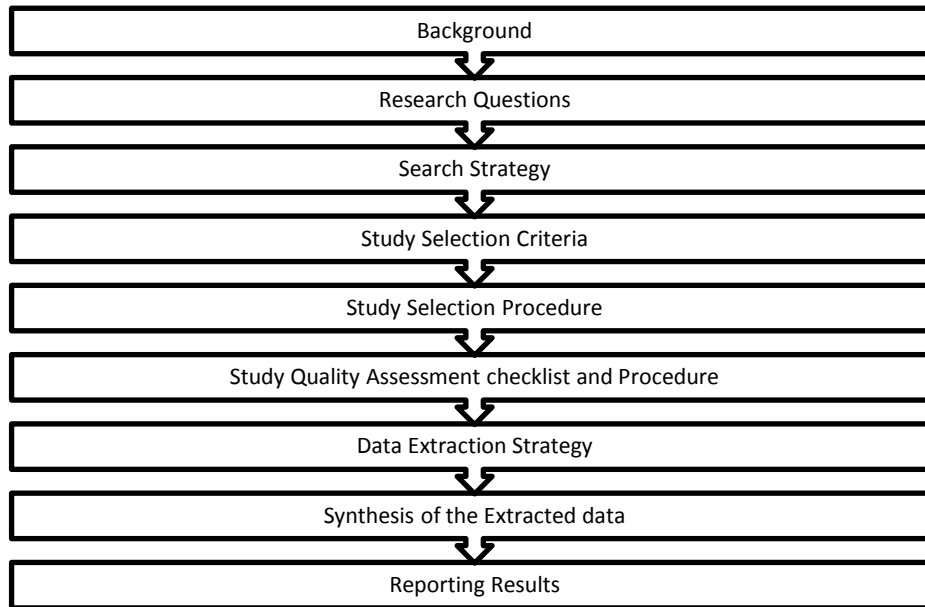 Background
Research Questions
Search Strategy
Study Selection Criteria
Study Selection Procedure
Study Quality Assessment checklist and Procedure
Data Extraction Strategy
Synthesis of the Extracted data
Reporting Results